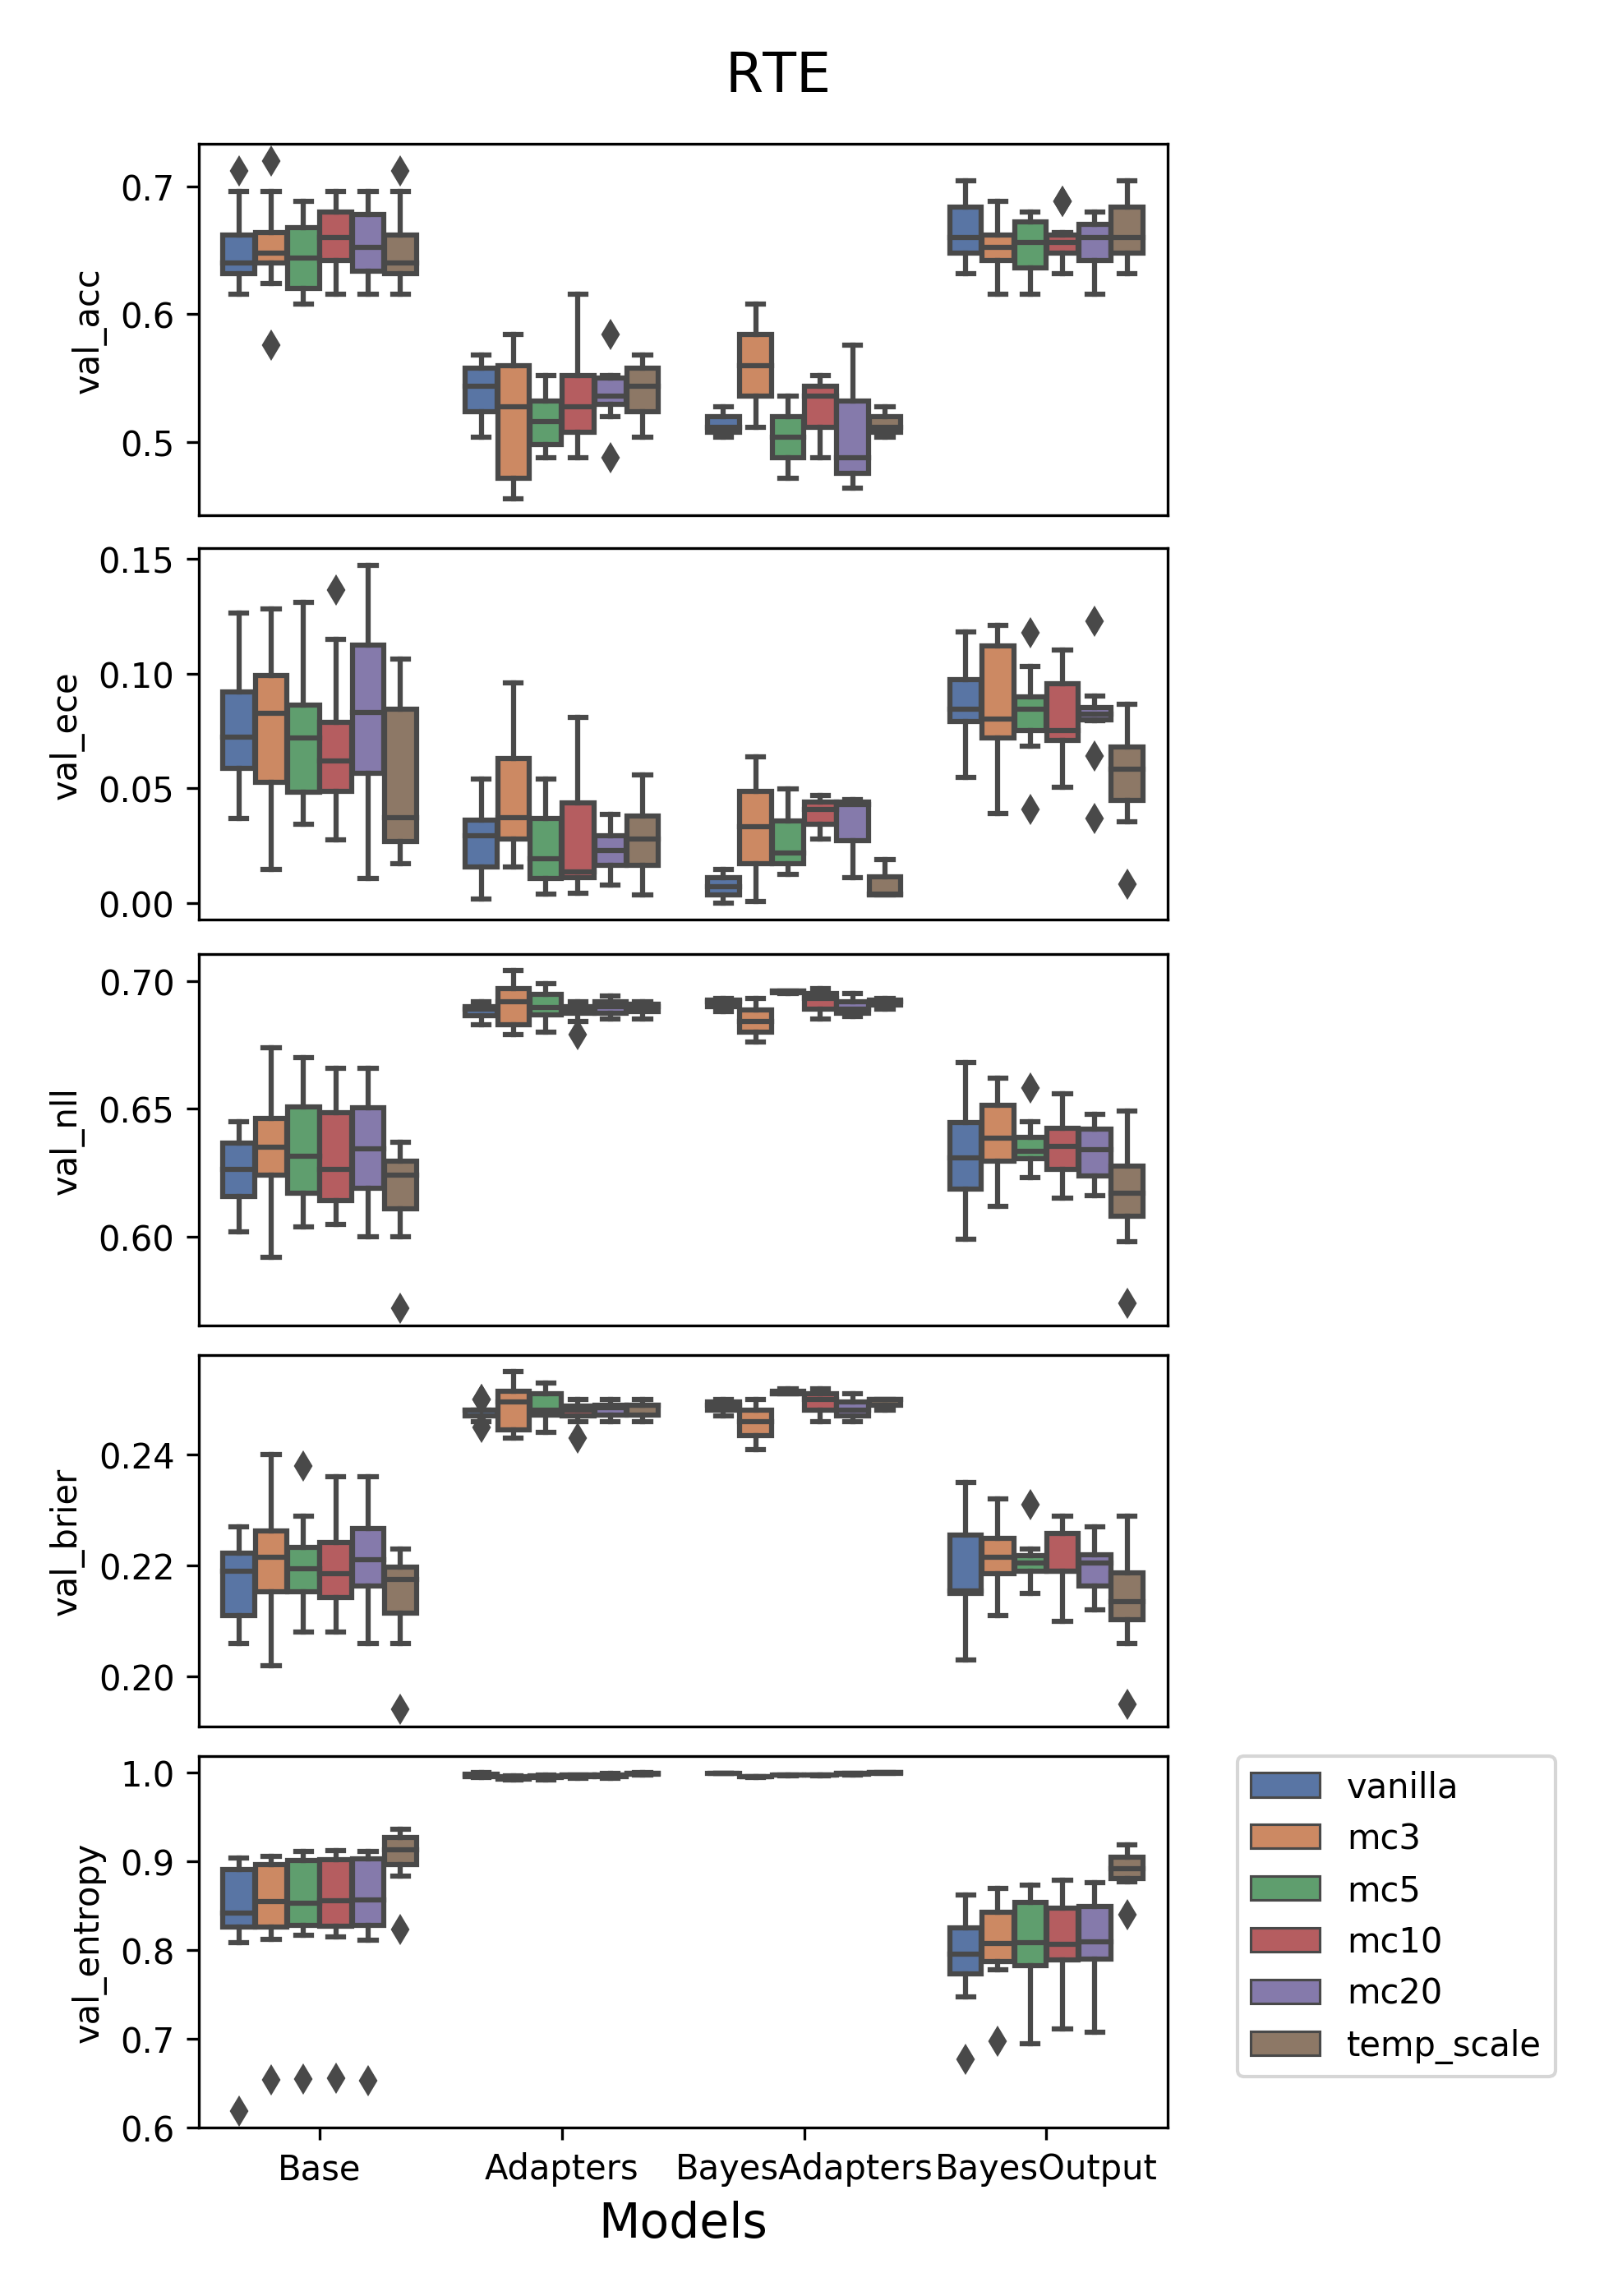 RTE
0.7
0.6
0.5
val_acc
0.15
0.10
0.05
0.00
val_ece
0.70
0.65
0.60
val_nll
0.24
0.22
0.20
val_brier
1.0
0.9
0.8
0.7
0.6
val_entropy
vanilla
mc3
mc5
mc10
mc20
temp_scale
Base Adapters BayesAdapters BayesOutput
Models